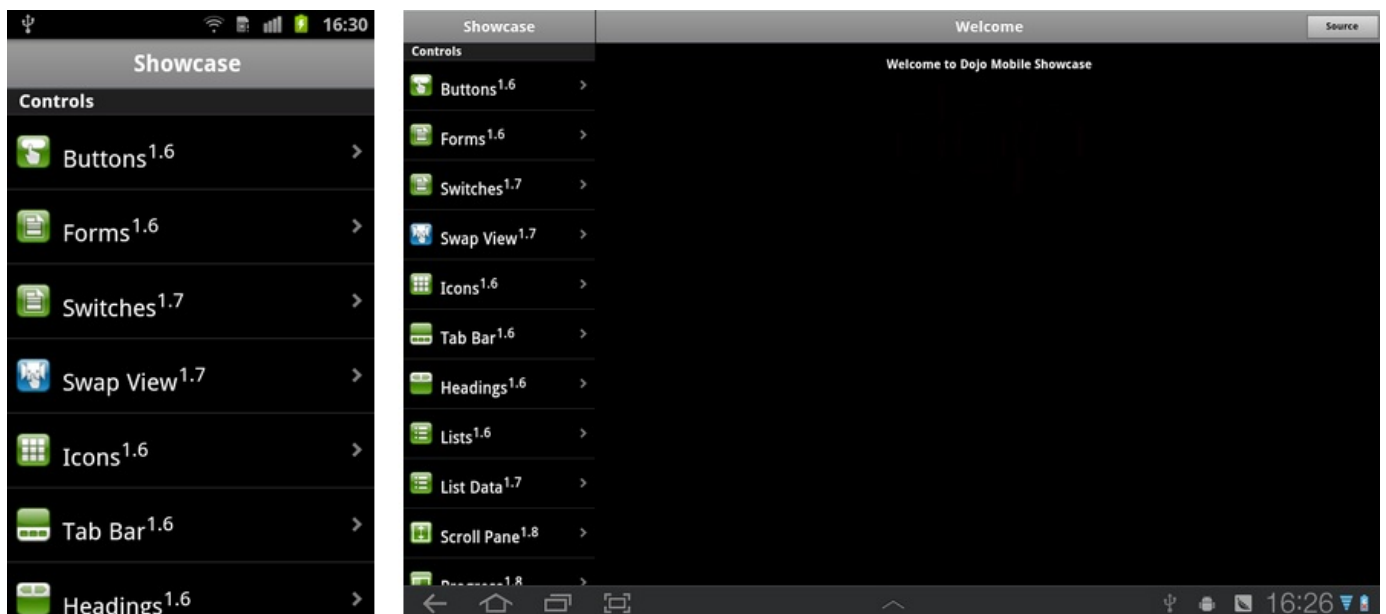 16:30
Showcase
Controls
Buttons1.6
Forms1.6
Switches1.7
Swap View1.7
Icons1.6
Tab Bar1.6
Headings1.6
Showcase
Welcome
Source
Controls
Welcome to Dojo Mobile Showcase
Buttons1.6
Forms1.6
Switches1.7
Swap View1.7
Icons1.6
Tab Bar1.6
Headings1.6
Lists1.6
List Data1.7
Scroll Pane1.8
Progress1.8
16:26